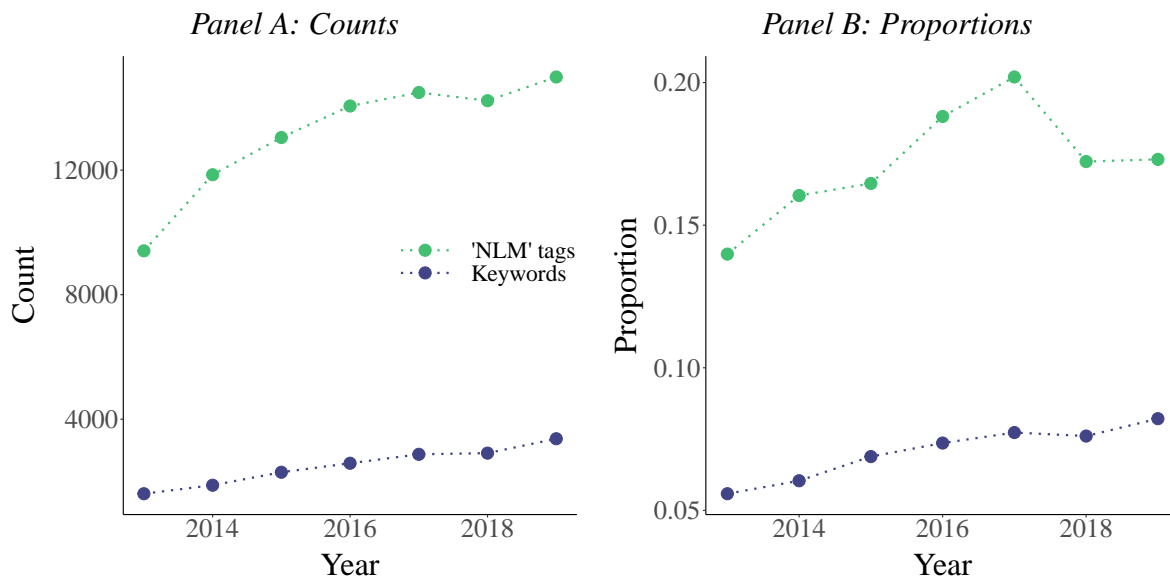 Panel A: Counts
12000
8000
4000
Count
'NLM' tags
Keywords
2014
2016
2018
Year
Panel B: Proportions
0.20
0.15
0.10
0.05
Proportion
2014
2016
2018
Year